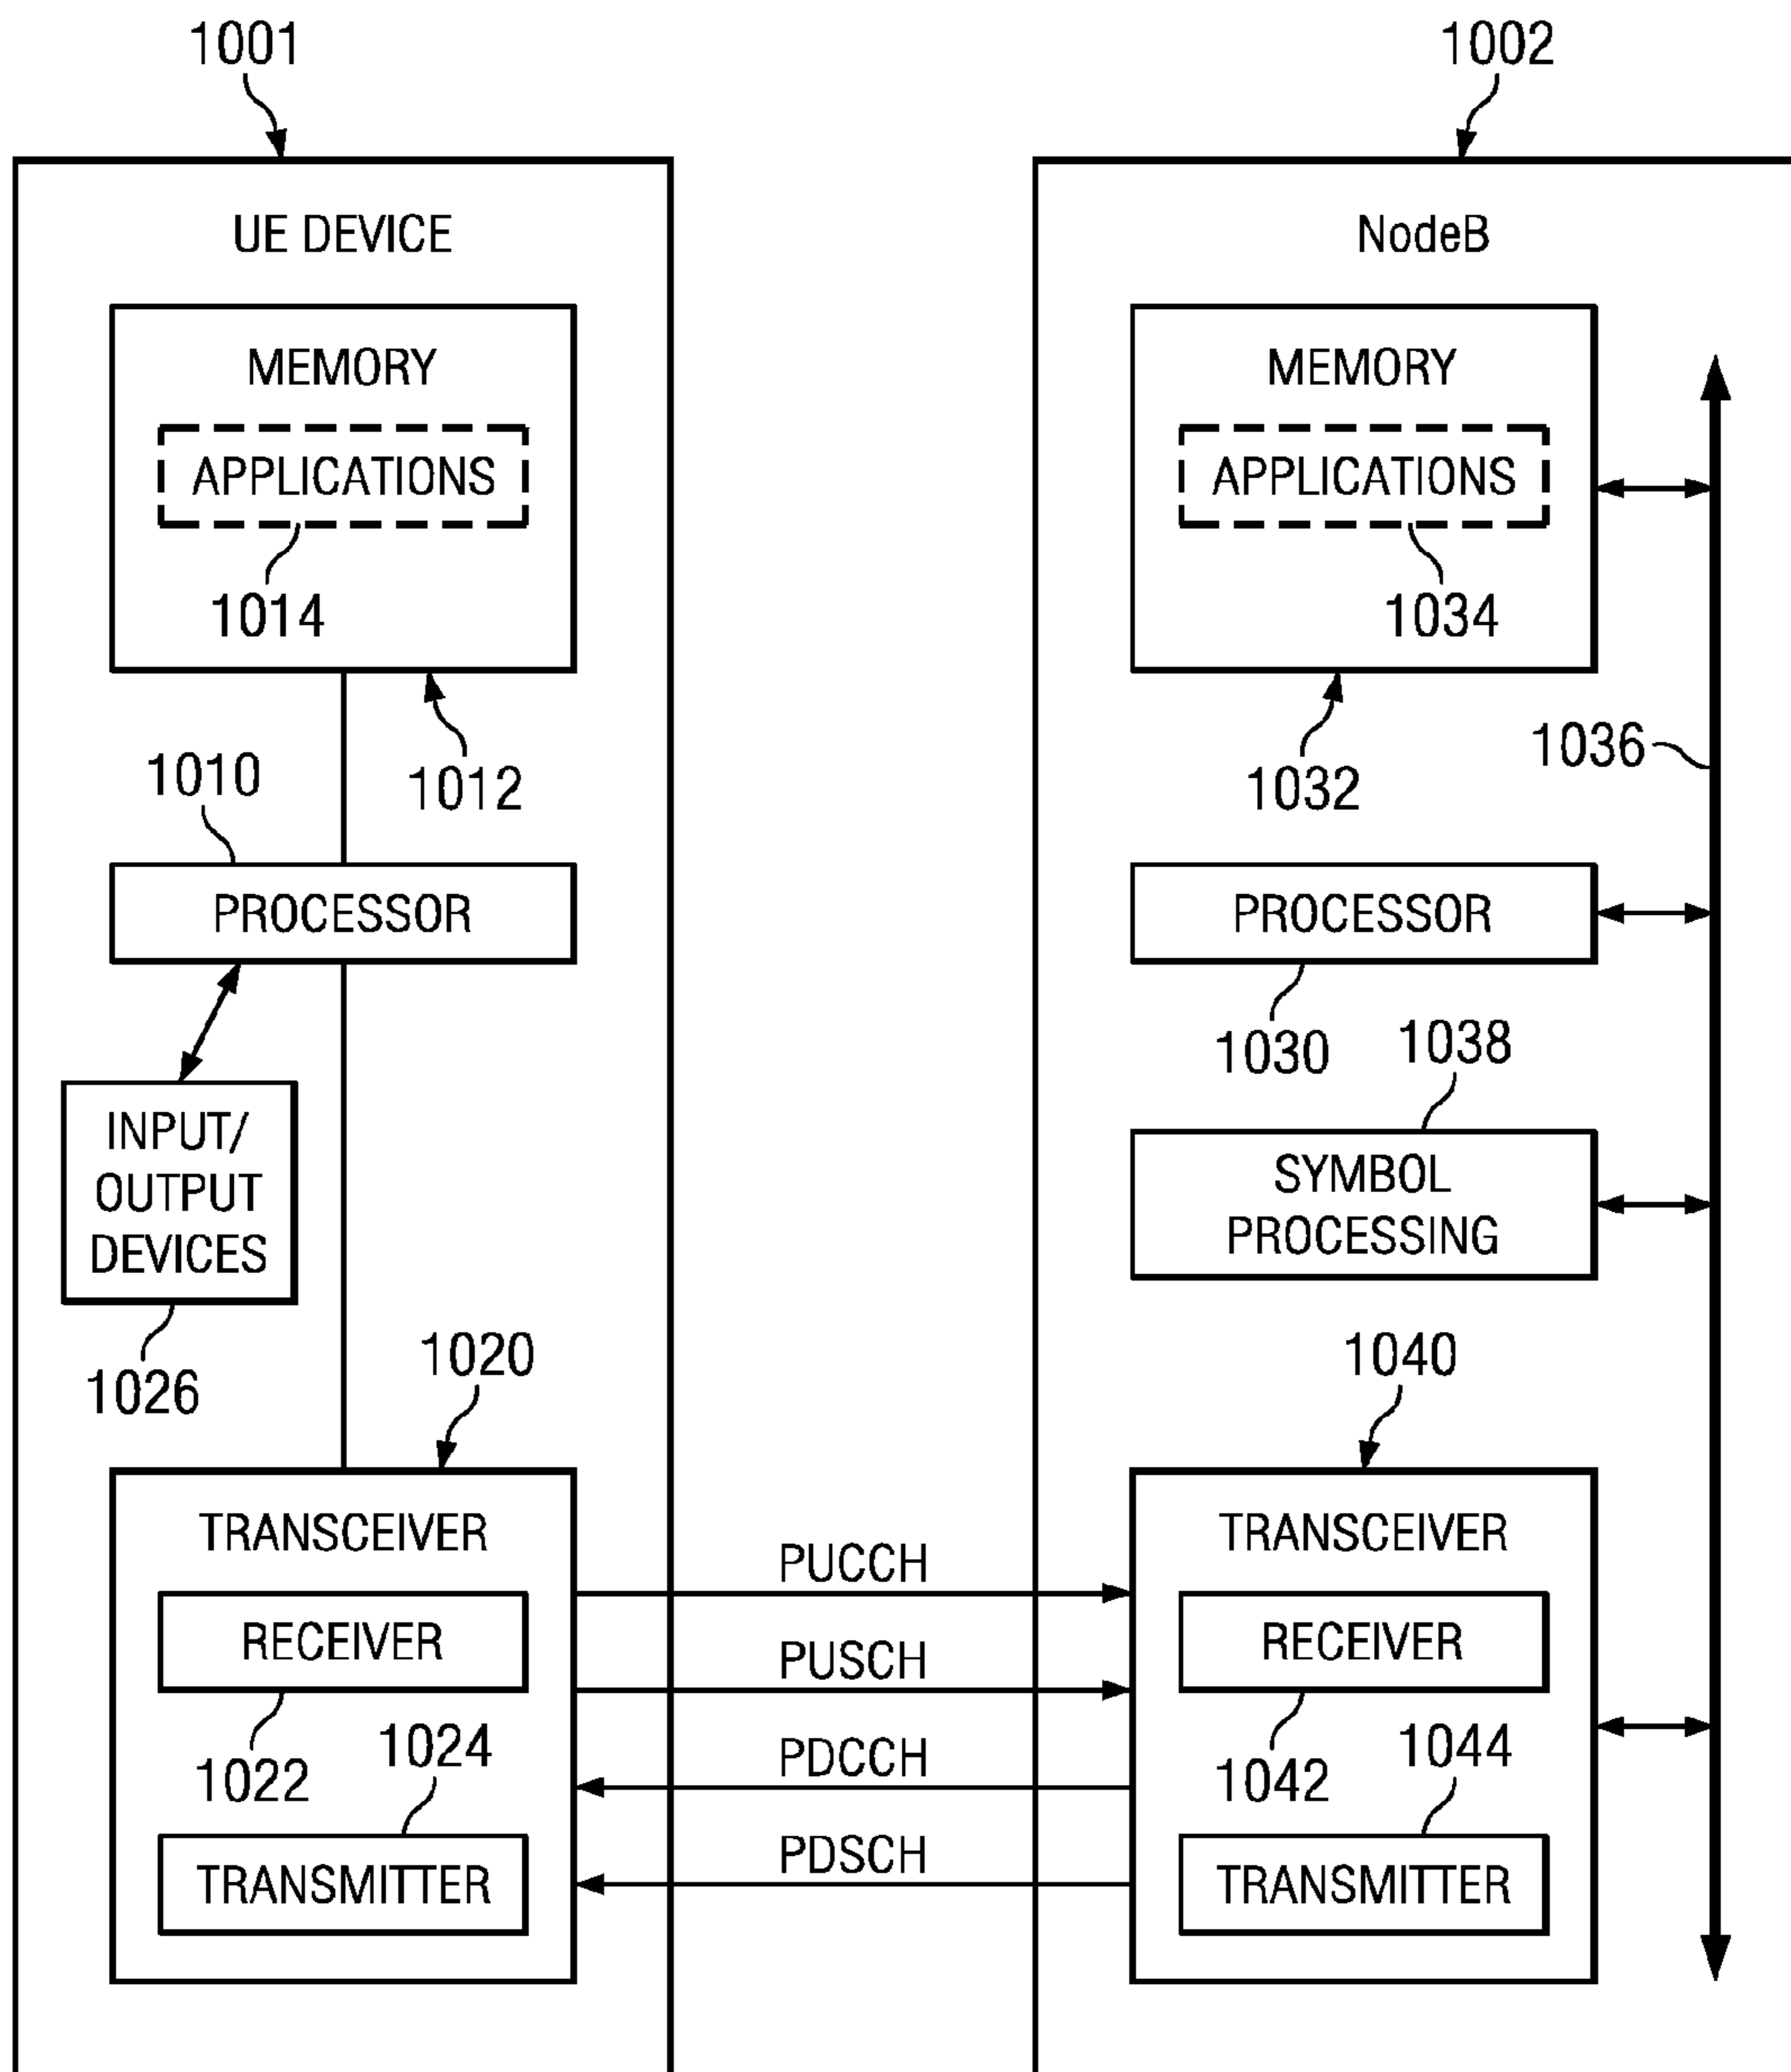 1001
1002
UE DEVICE
NodeB
MEMORY
APPLICATIONS
1014
1012
MEMORY
APPLICATIONS
1034
1032
1036
1010
PROCESSOR
PROCESSOR
1030
1038
INPUT/
OUTPUT
DEVICES
1026
SYMBOL
PROCESSING
1020
1040
TRANSCEIVER
RECEIVER
1022
1024
TRANSMITTER
PUCCH
PUSCH
PDCCH
PDSCH
TRANSCEIVER
RECEIVER
1042
1044
TRANSMITTER